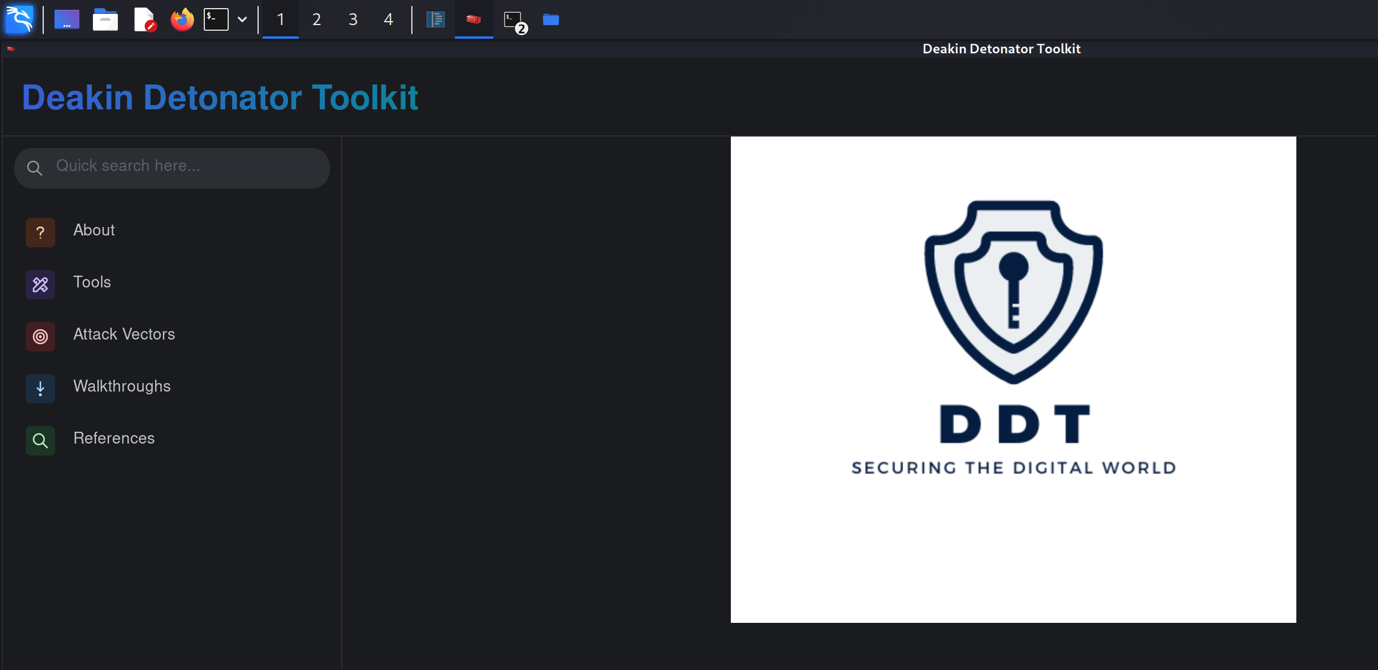 $-
1 2 3 4
$-
2
Deakin Detonator Toolkit
Deakin Detonator Toolkit
Quick search here...
? About
Tools
Attack Vectors
Walkthroughs
References
DDT
SECURING THE DIGITAL WORLD